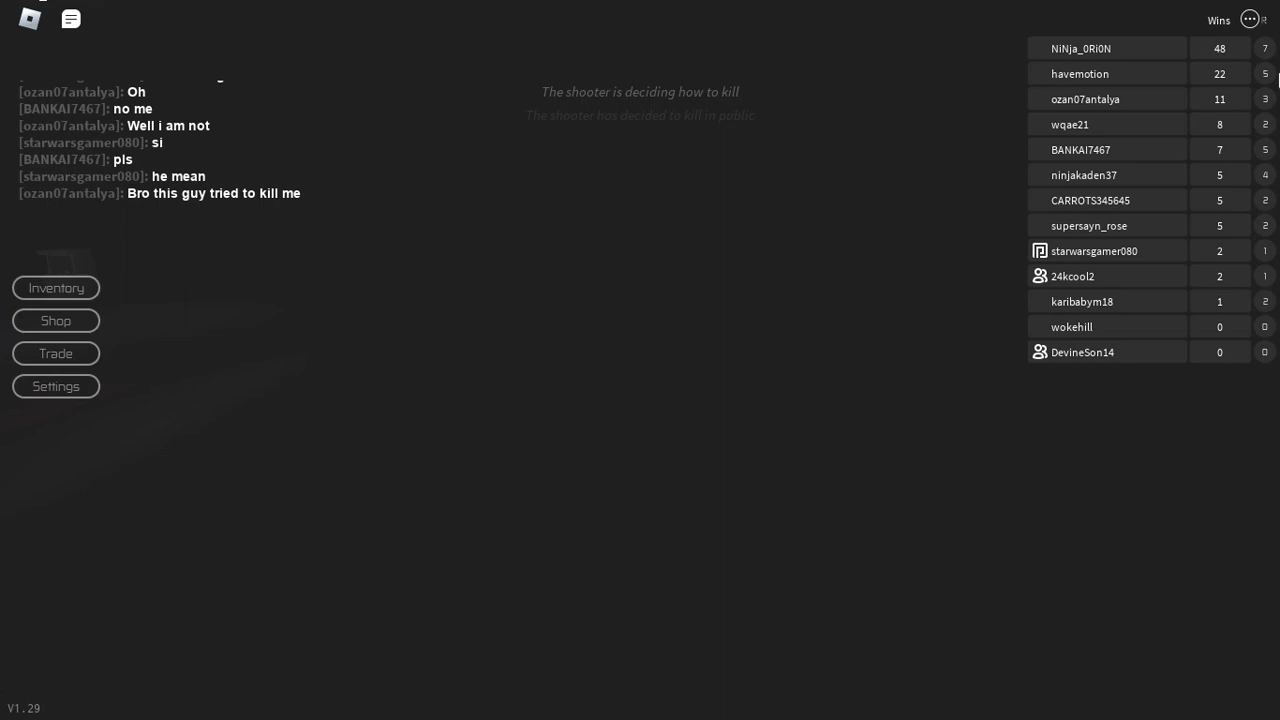 Wins
R
[ozan07antalya]: Oh
[BANKAI7467]: no me
[ozan07antalya]: Well i am not
[starwarsgamer080]: si
[BANKAI7467]: pls
[starwarsgamer080]: he mean
[ozan07antalya]: Bro this guy tried to kill me
The shooter is deciding how to kill
The shooter has decided to kill in public
Inventory
Shop
Trade
Settings
NiNja_0Ri0N 48 7
havemotion 22 5
ozan07antalya 11 3
wqae21 8 2
BANKAI7467 7 5
ninjakaden37 5 4
CARROTS345645 5 2
supersayn_rose 5 2
starwarsgamer080 2 1
24kcool2 2 1
karibabym18 1 2
wokehill 0 0
DevineSon14 0 0
V1.29